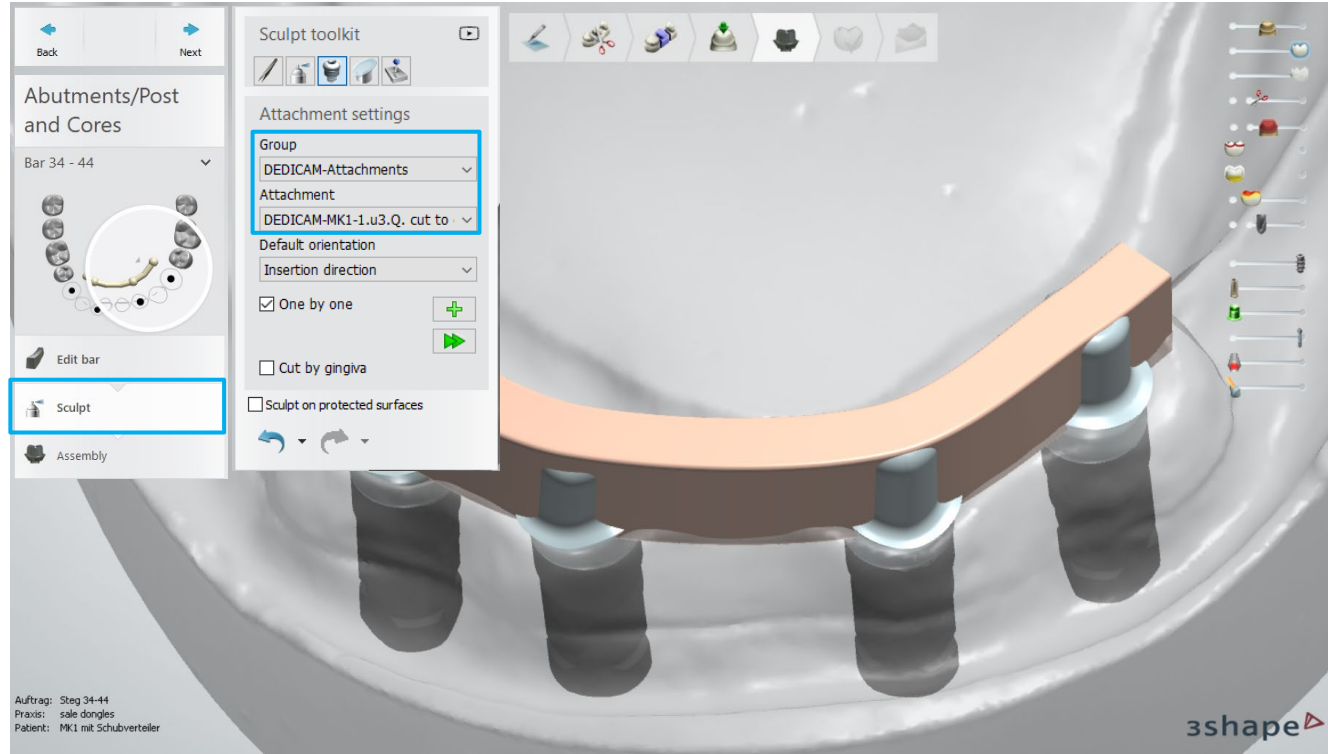 Back
Next
Abutments/Post
and Cores
Bar 34 - 44
Edit bar
Sculpt
Assembly
Sculpt toolkit
Attachment settings
Group
DEDICAM-Attachments
Attachment
DEDICAM-MK1-1.u3.Q. cut to
Default orientation
Insertion direction
One by one
Cut by gingiva
Sculpt on protected surfaces
Auftrag: Steg 34-44
Praxis: sale dongles
Patient: MK1 mit Schubverteiler
3shape